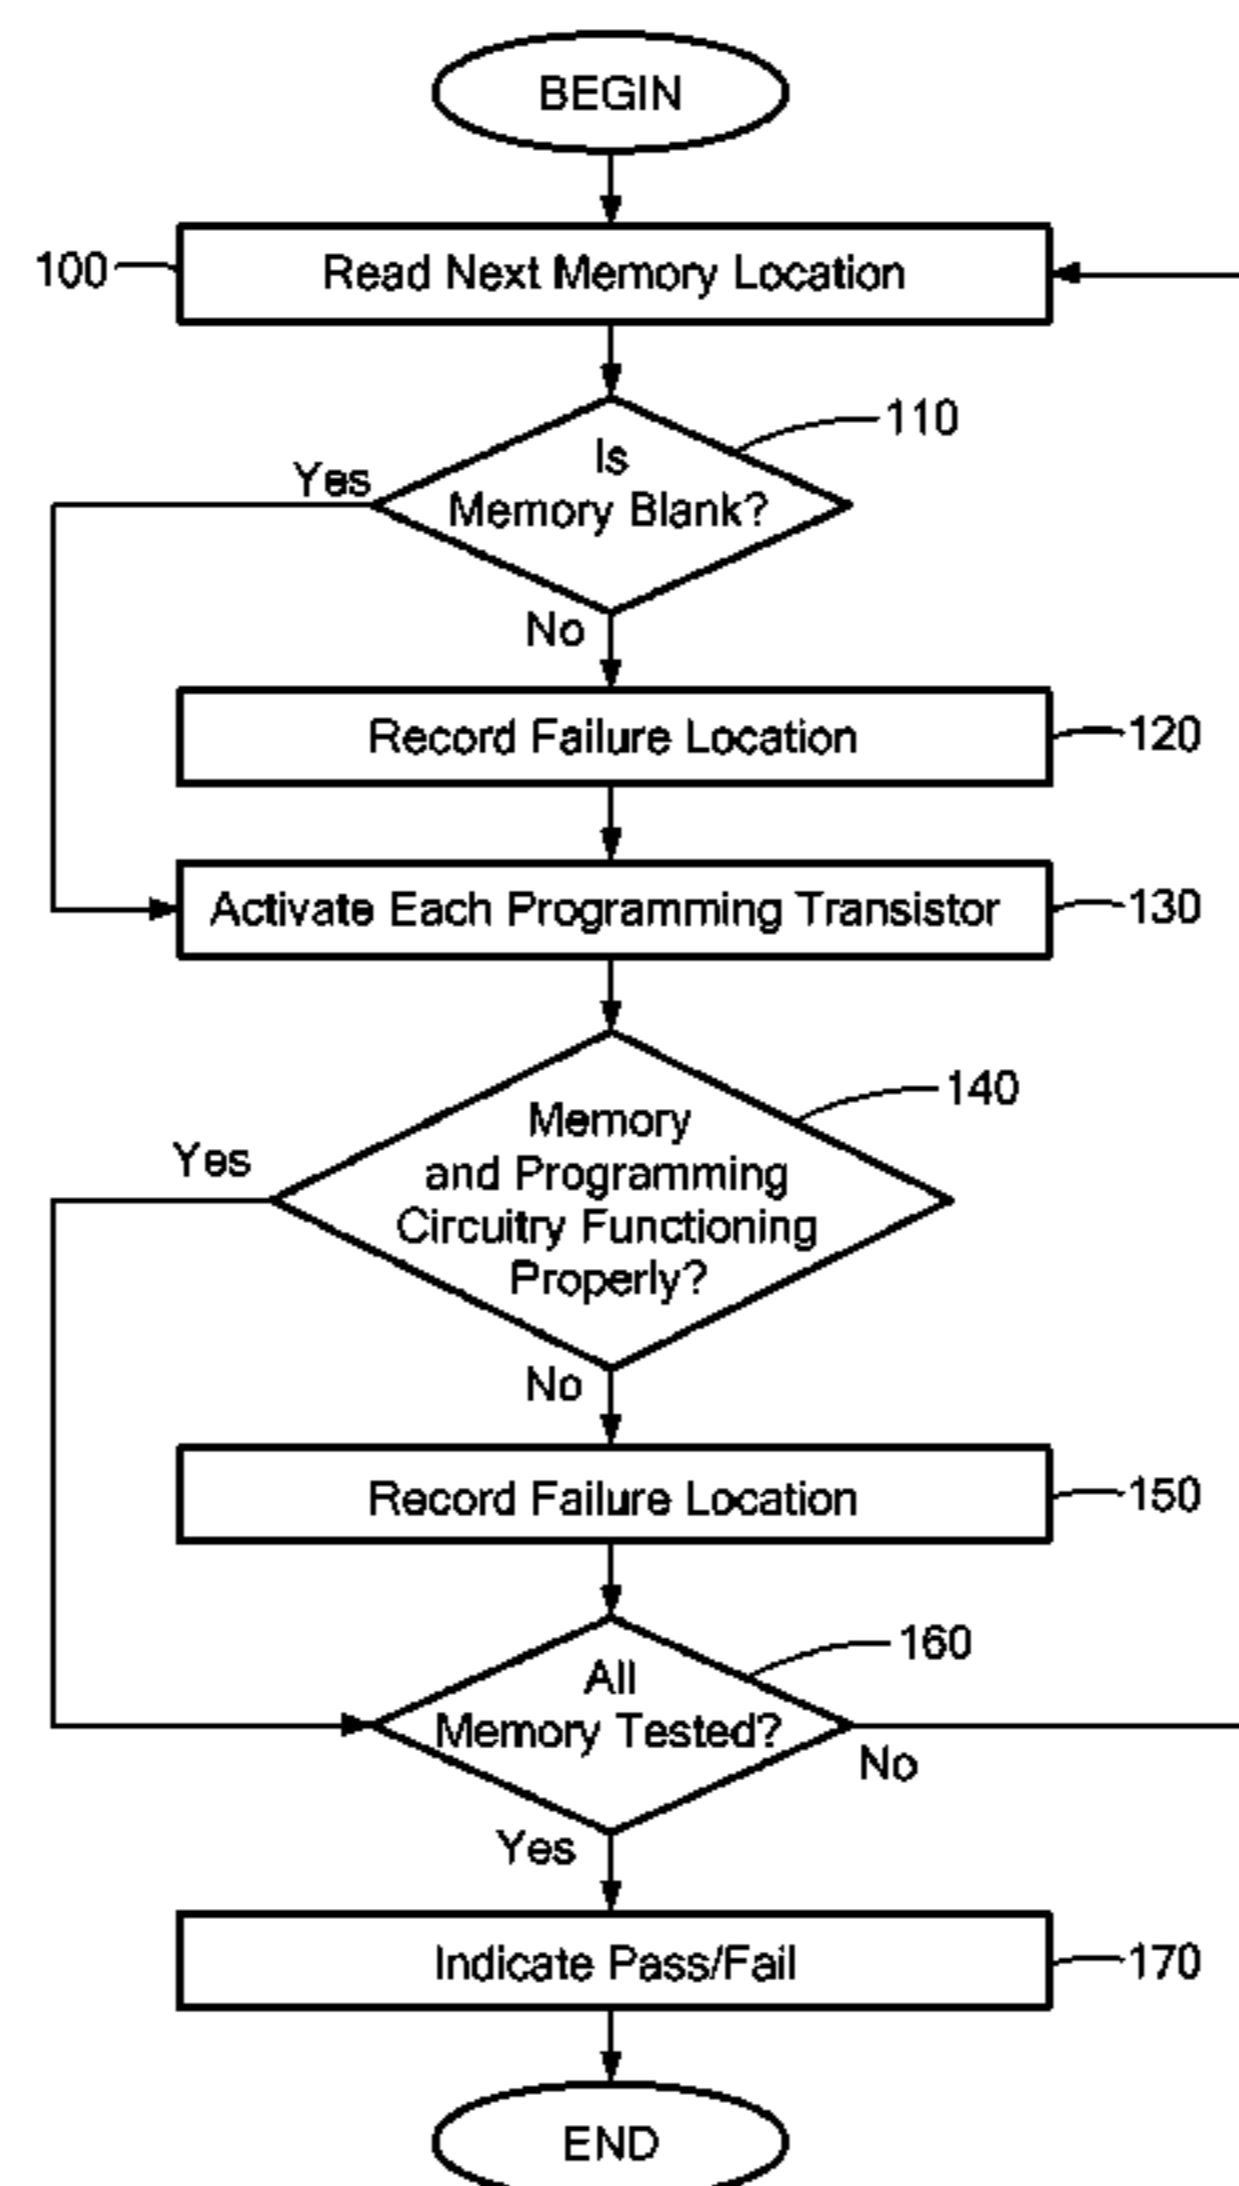 BEGIN
100
Read Next Memory Location
110
Is
Memory Blank?
Yes
No
Record Failure Location
120
Activate Each Programming Transistor
130
140
Memory
and Programming
Circuitry Functioning
Properly?
Yes
No
Record Failure Location
150
160
All
Memory Tested?
No
Yes
Indicate Pass/Fail
170
END